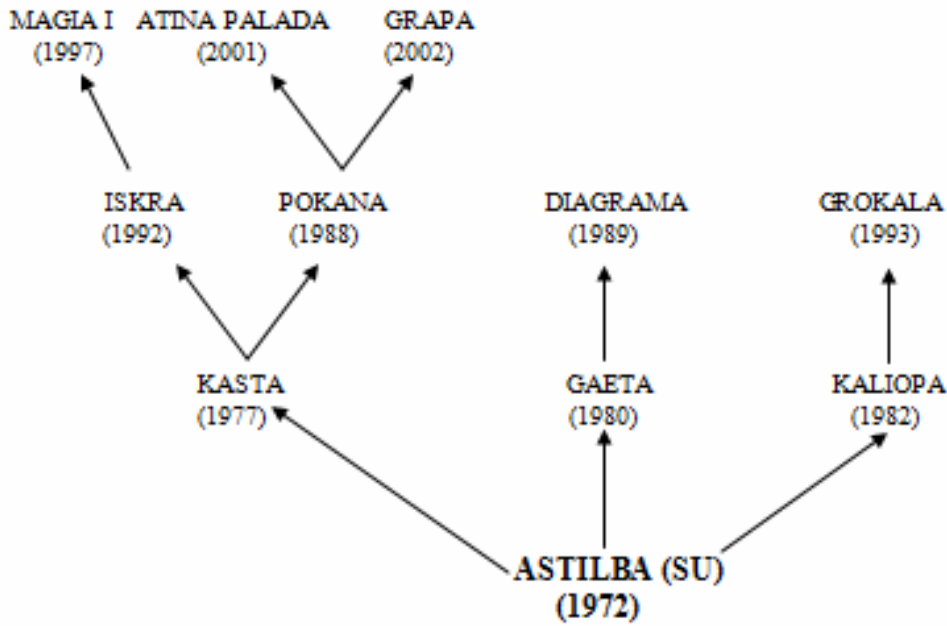 MAGIA I ATINA PALADA GRAPA
(1997) (2001) (2002)
ISKRA POKANA DIAGRAMA GROKALA
(1992) (1988) (1989) (1993)
KASTA GAETA KALIOPA
(1977) (1980) (1982)
ASTILBA (SU)
(1972)